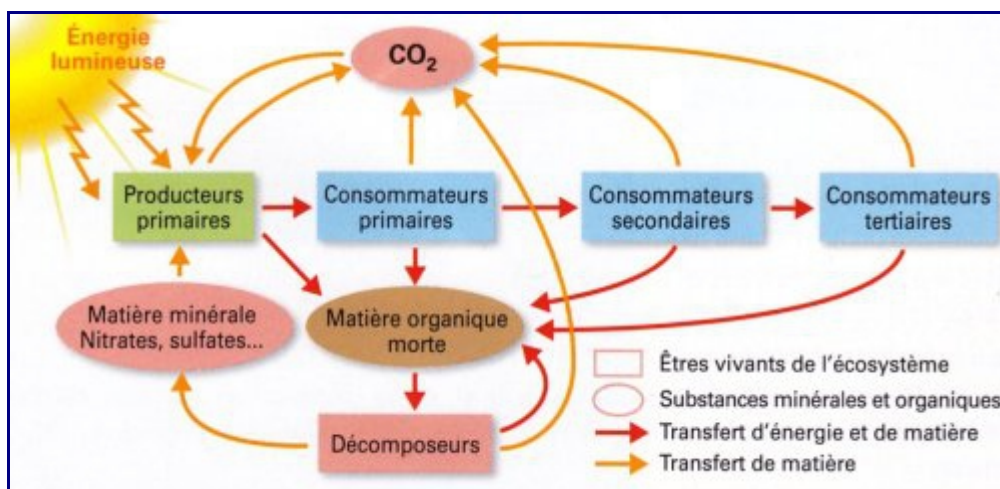 Énergie
lumineuse
CO₂
Producteurs
primaires
Consommateurs
primaires
Consommateurs
secondaires
Consommateurs
tertiaires
Matière minérale
Nitrates, sulfates...
Matière organique
morte
Décomposeurs
Êtres vivants de l'écosystème
Substances minérales et organiques
Transfert d'énergie et de matière
Transfert de matière